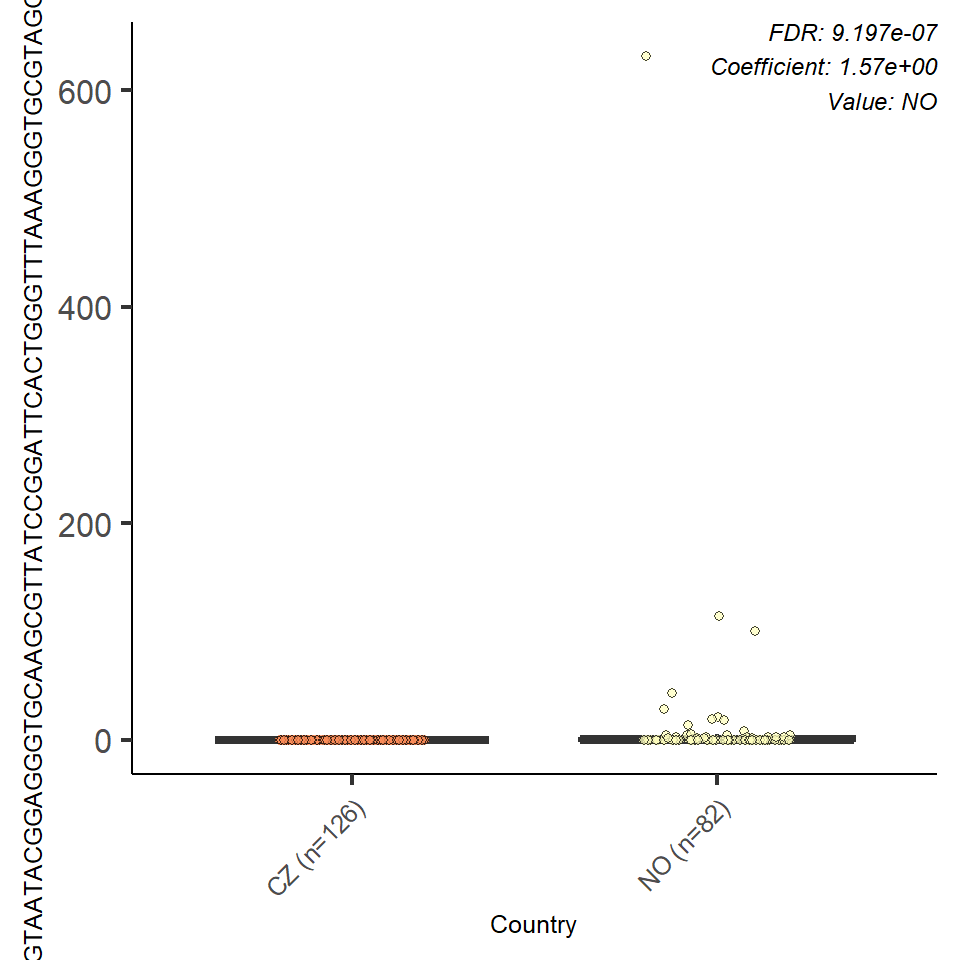 FDR: 9.197e-07
Coefficient: 1.57e+00
Value: NO
GTAATACGGAGGGTGCAAGCGTTATCCGGATTCACTGGGTTTAAAGGGTGCGTAGG
600
400
200
0
CZ (n=126)
NO (n=82)
Country